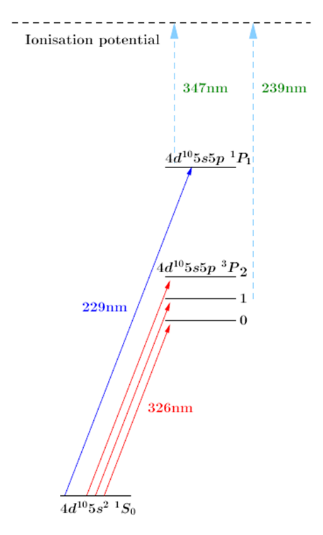 Ionisation potential
347nm
239nm
4d¹⁰5s5p ¹P₁
4d¹⁰5s5p ³P₂
1
0
229nm
326nm
4d¹⁰5s² ¹S₀